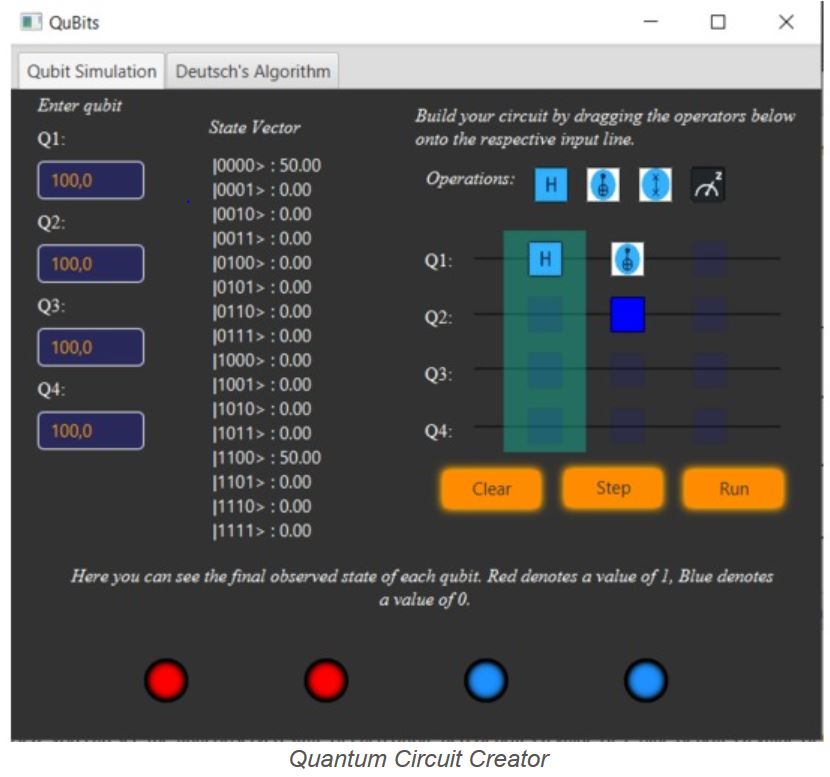 QuBits
Qubit Simulation
Deutsch's Algorithm
Enter qubit
Q1:
100,0
Q2:
100,0
Q3:
100,0
Q4:
100,0
State Vector
|0000> : 50.00
|0001> : 0.00
|0010> : 0.00
|0011> : 0.00
|0100> : 0.00
|0101> : 0.00
|0110> : 0.00
|0111> : 0.00
|1000> : 0.00
|1001> : 0.00
|1010> : 0.00
|1011> : 0.00
|1100> : 50.00
|1101> : 0.00
|1110> : 0.00
|1111> : 0.00
Build your circuit by dragging the operators below
onto the respective input line.
Operations:
H
z
Q1:
H
Q2:
Q3:
Q4:
Clear
Step
Run
Here you can see the final observed state of each qubit. Red denotes a value of 1, Blue denotes
a value of 0.
Quantum Circuit Creator